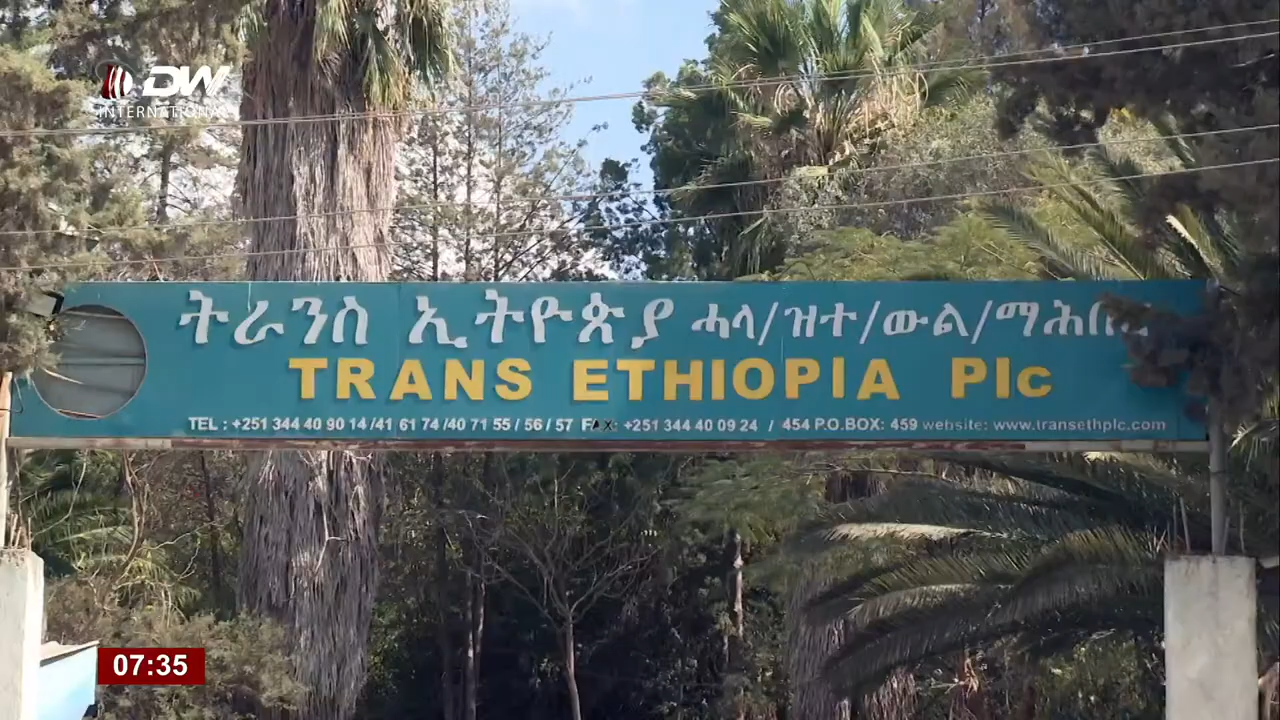 DW
INTERNATIONAL
ትራንስ ኢትዮጵያ ሓላ/ዝተ/ውል/ማሕበር
TRANS ETHIOPIA Plc
TEL : +251 344 40 90 14 /41 61 74 /40 71 55 / 56 / 57 FAX: +251 344 40 09 24 / 454 P.O.BOX: 459 website: www.transethplc.com
07:35